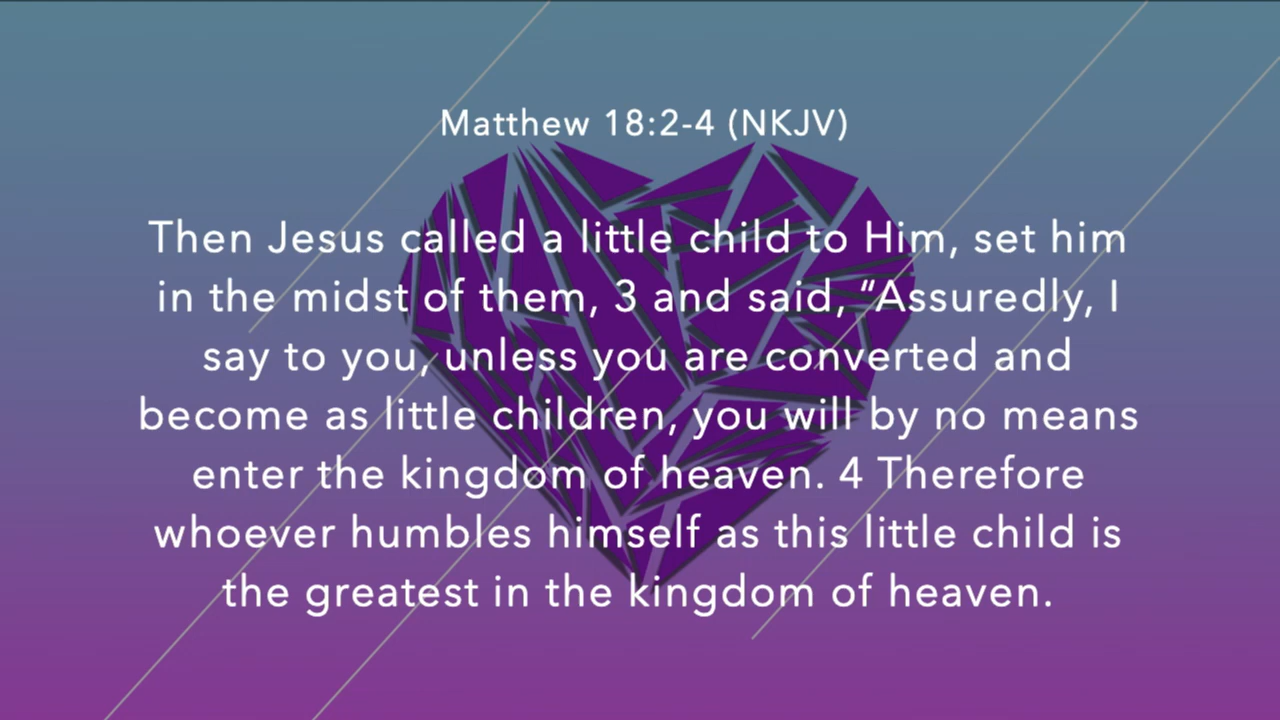 Matthew 18:2-4 (NKJV)
Then Jesus called a little child to Him, set him
in the midst of them, 3 and said, “Assuredly, I
say to you, unless you are converted and
become as little children, you will by no means
enter the kingdom of heaven. 4 Therefore
whoever humbles himself as this little child is
the greatest in the kingdom of heaven.